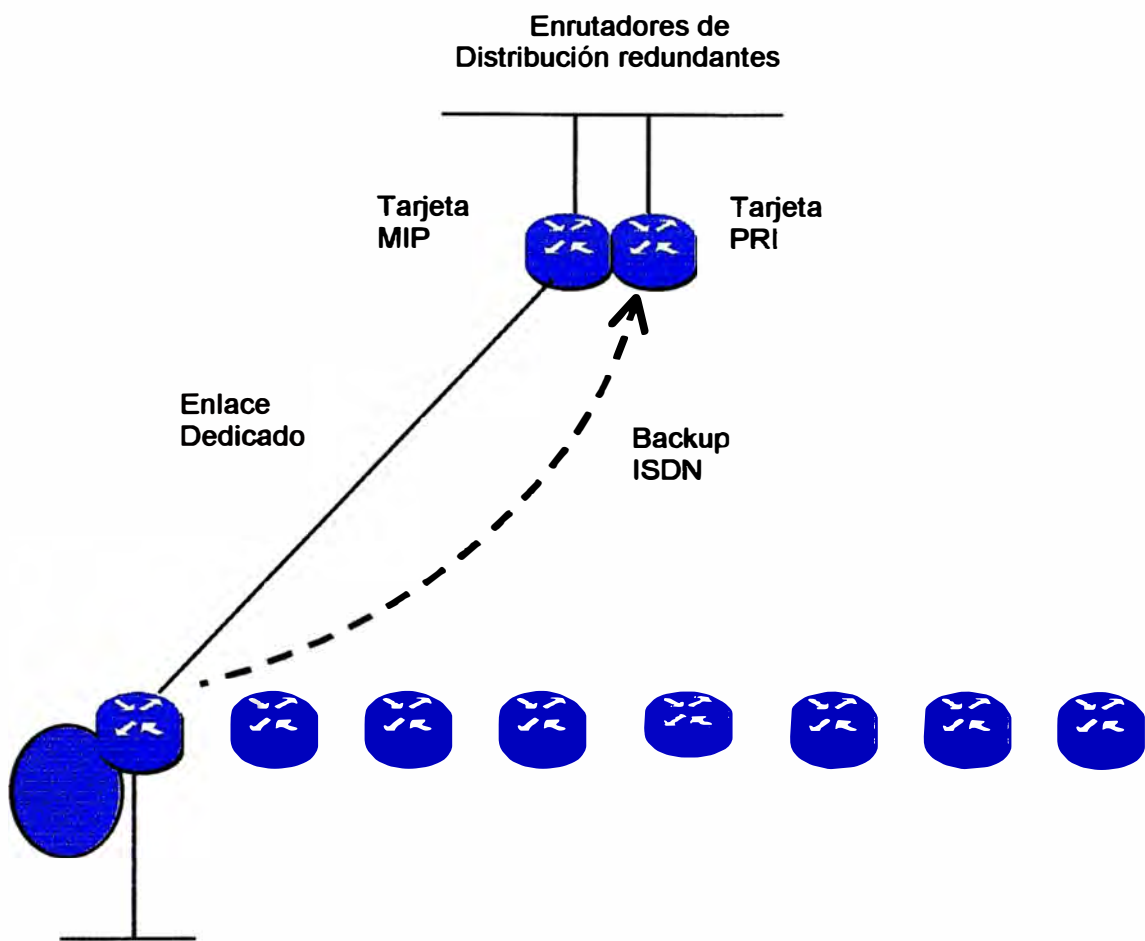 Enrutadores de
Distribución redundantes
Tarjeta
MIP
Tarjeta
PRI
Enlace
Dedicado
Backup
ISDN